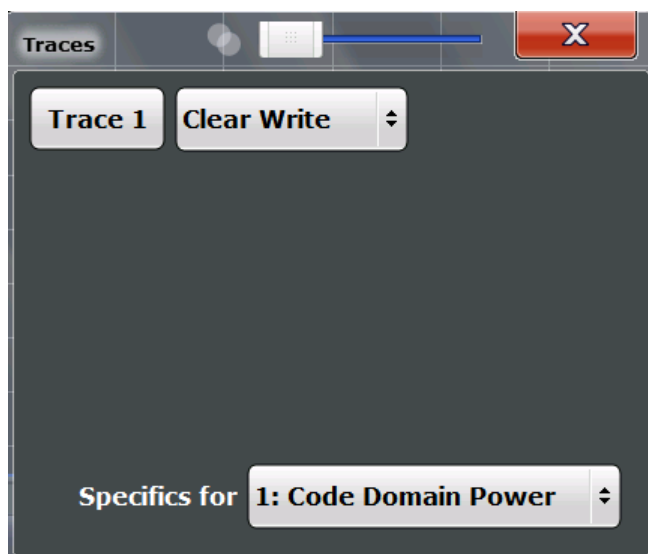 Traces X
Trace 1 Clear Write
Specifics for 1: Code Domain Power